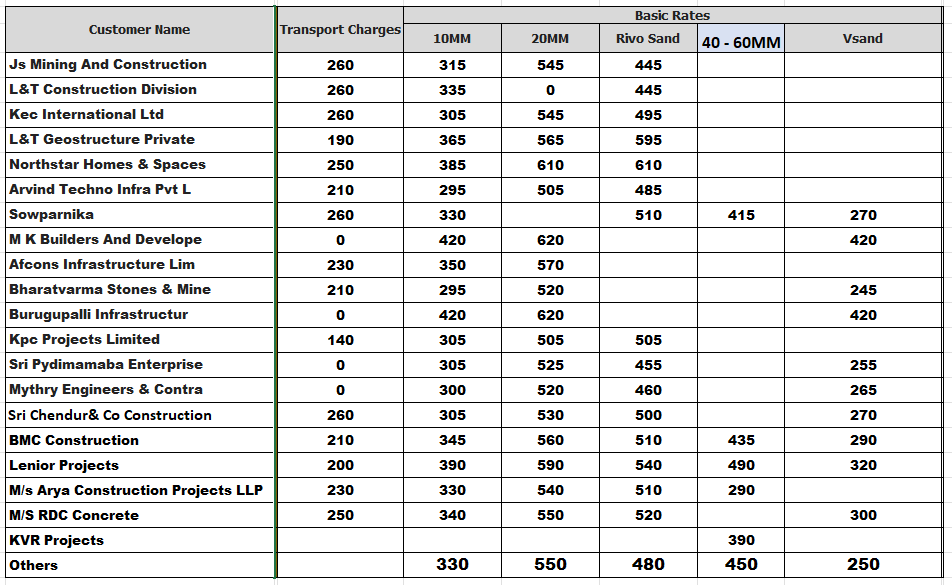 Customer Name Transport Charges Basic Rates
10MM 20MM Rivo Sand 40 - 60MM Vsand
Js Mining And Construction 260 315 545 445
L&T Construction Division 260 335 0 445
Kec International Ltd 260 305 545 495
L&T Geostructure Private 190 365 565 595
Northstar Homes & Spaces 250 385 610 610
Arvind Techno Infra Pvt L 210 295 505 485
Sowparnika 260 330 510 415 270
M K Builders And Develope 0 420 620 420
Afcons Infrastructure Lim 230 350 570
Bharatvarma Stones & Mine 210 295 520 245
Burugupalli Infrastructur 0 420 620 420
Kpc Projects Limited 140 305 505 505
Sri Pydimamaba Enterprise 0 305 525 455 255
Mythry Engineers & Contra 0 300 520 460 265
Sri Chendur& Co Construction 260 305 530 500 270
BMC Construction 210 345 560 510 435 290
Lenior Projects 200 390 590 540 490 320
M/s Arya Construction Projects LLP 230 330 540 510 290
M/S RDC Concrete 250 340 550 520 300
KVR Projects 390
Others 330 550 480 450 250